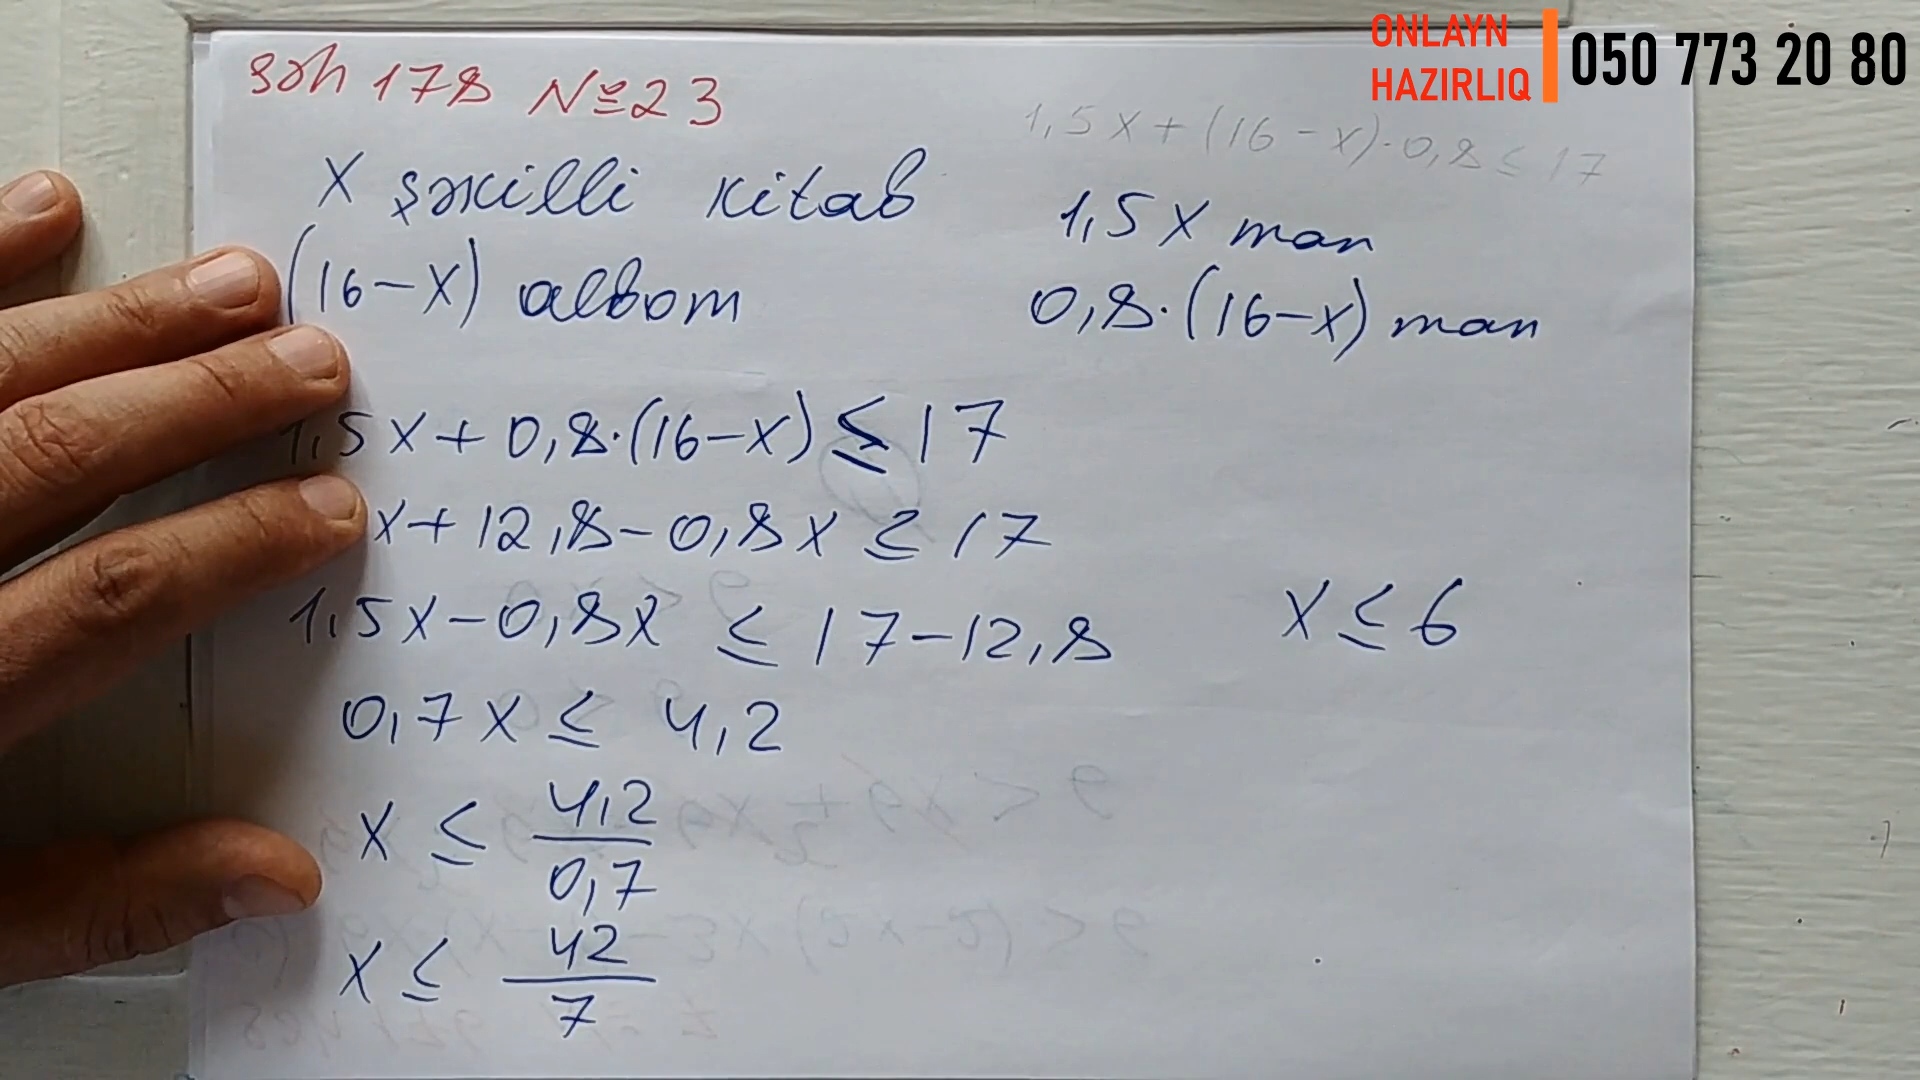 ONLAYN
HAZIRLIQ
050 773 20 80
səh 178 №23
1,5x+(16-x)·0,8≤17
x şəkilli kitab
1,5x man
(16-x) albom
0,8·(16-x) man
1,5x+0,8·(16-x)≤17
x+12,8-0,8x≤17
1,5x-0,8x≤17-12,8
x≤6
0,7x≤4,2
x≤4,2/0,7
x≤42/7